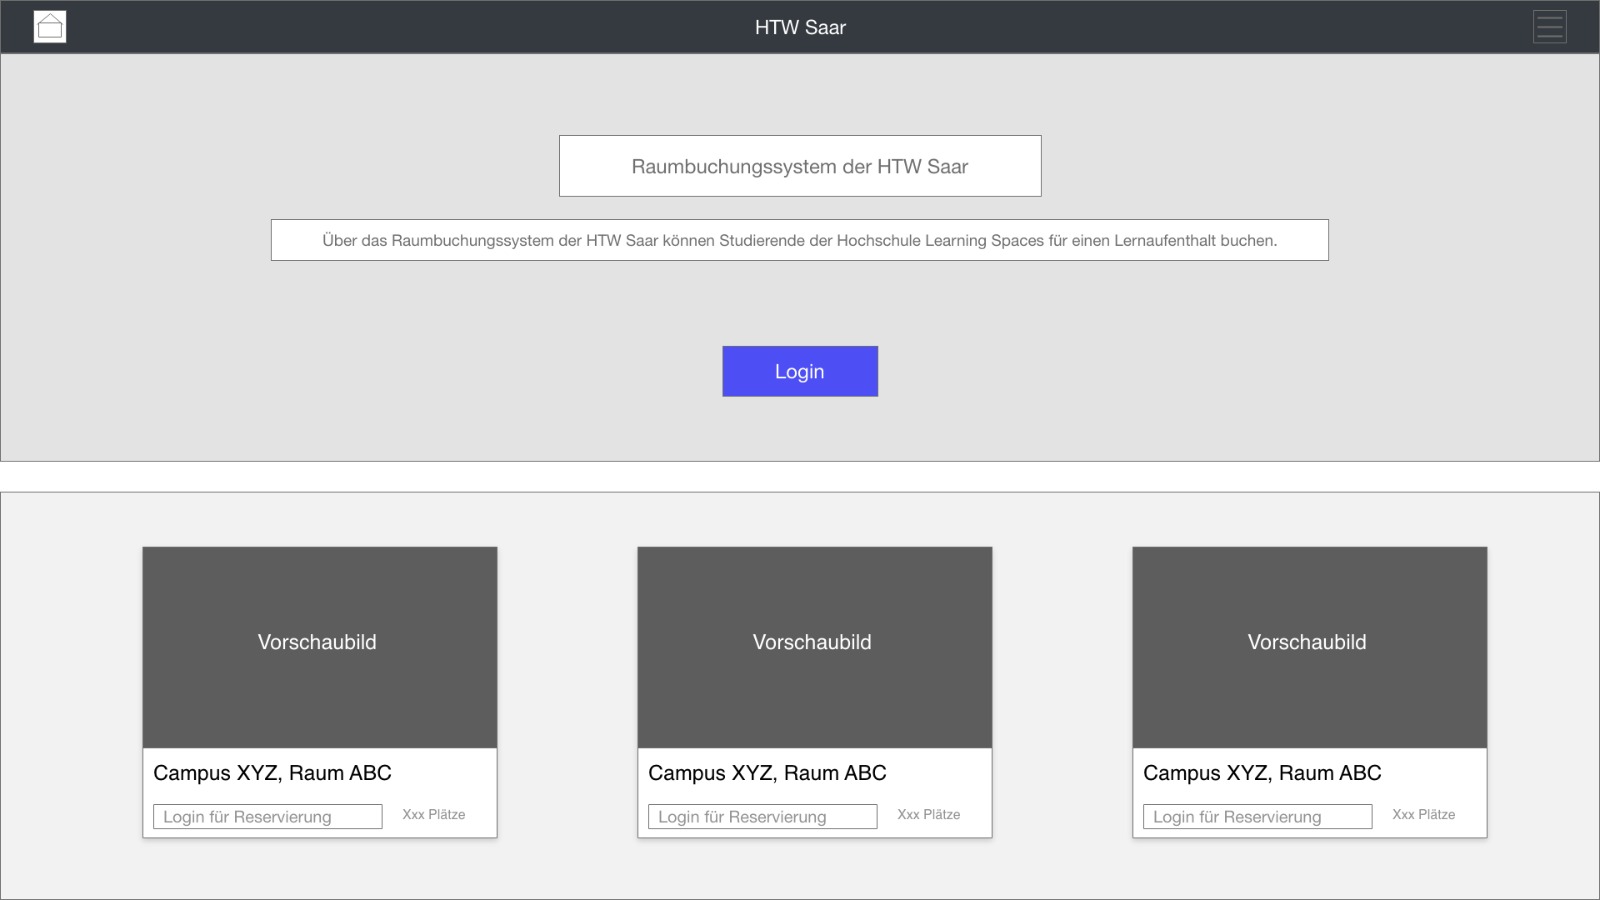 HTW Saar
Raumbuchungssystem der HTW Saar
Über das Raumbuchungssystem der HTW Saar können Studierende der Hochschule Learning Spaces für einen Lernaufenthalt buchen.
Login
Vorschaubild
Campus XYZ, Raum ABC
Login für Reservierung
Xxx Plätze
Vorschaubild
Campus XYZ, Raum ABC
Login für Reservierung
Xxx Plätze
Vorschaubild
Campus XYZ, Raum ABC
Login für Reservierung
Xxx Plätze